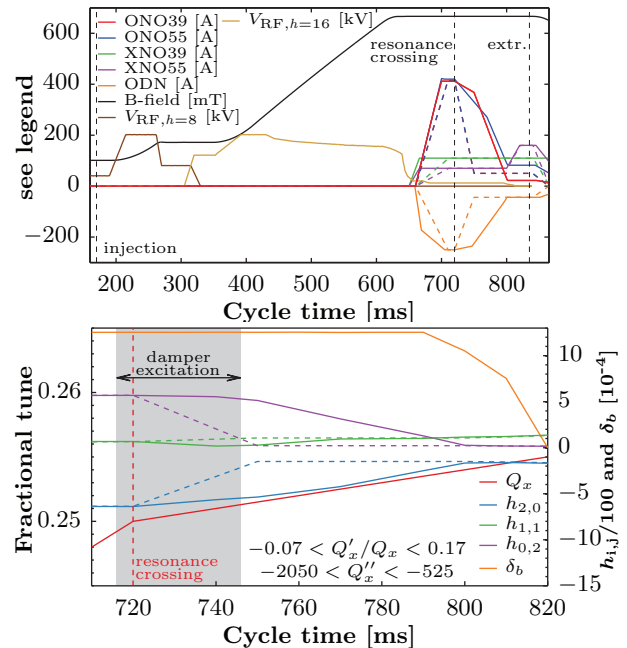 ONO39 [A]
ONO55 [A]
XNO39 [A]
XNO55 [A]
ODN [A]
B-field [mT]
V_RF,h=8 [kV]
V_RF,h=16 [kV]
resonance
crossing
extr.
injection
see legend
600
400
200
0
−200
200 300 400 500 600 700 800
Cycle time [ms]
damper
excitation
Fractional tune
0.26
0.25
10
5
0
−5
−10
−15
h_i,j/100 and δ_b [10^-4]
Q_x
h_2,0
h_1,1
h_0,2
δ_b
resonance
crossing
−0.07 < Q′_x/Q_x < 0.17
−2050 < Q″_x < −525
720 740 760 780 800 820
Cycle time [ms]